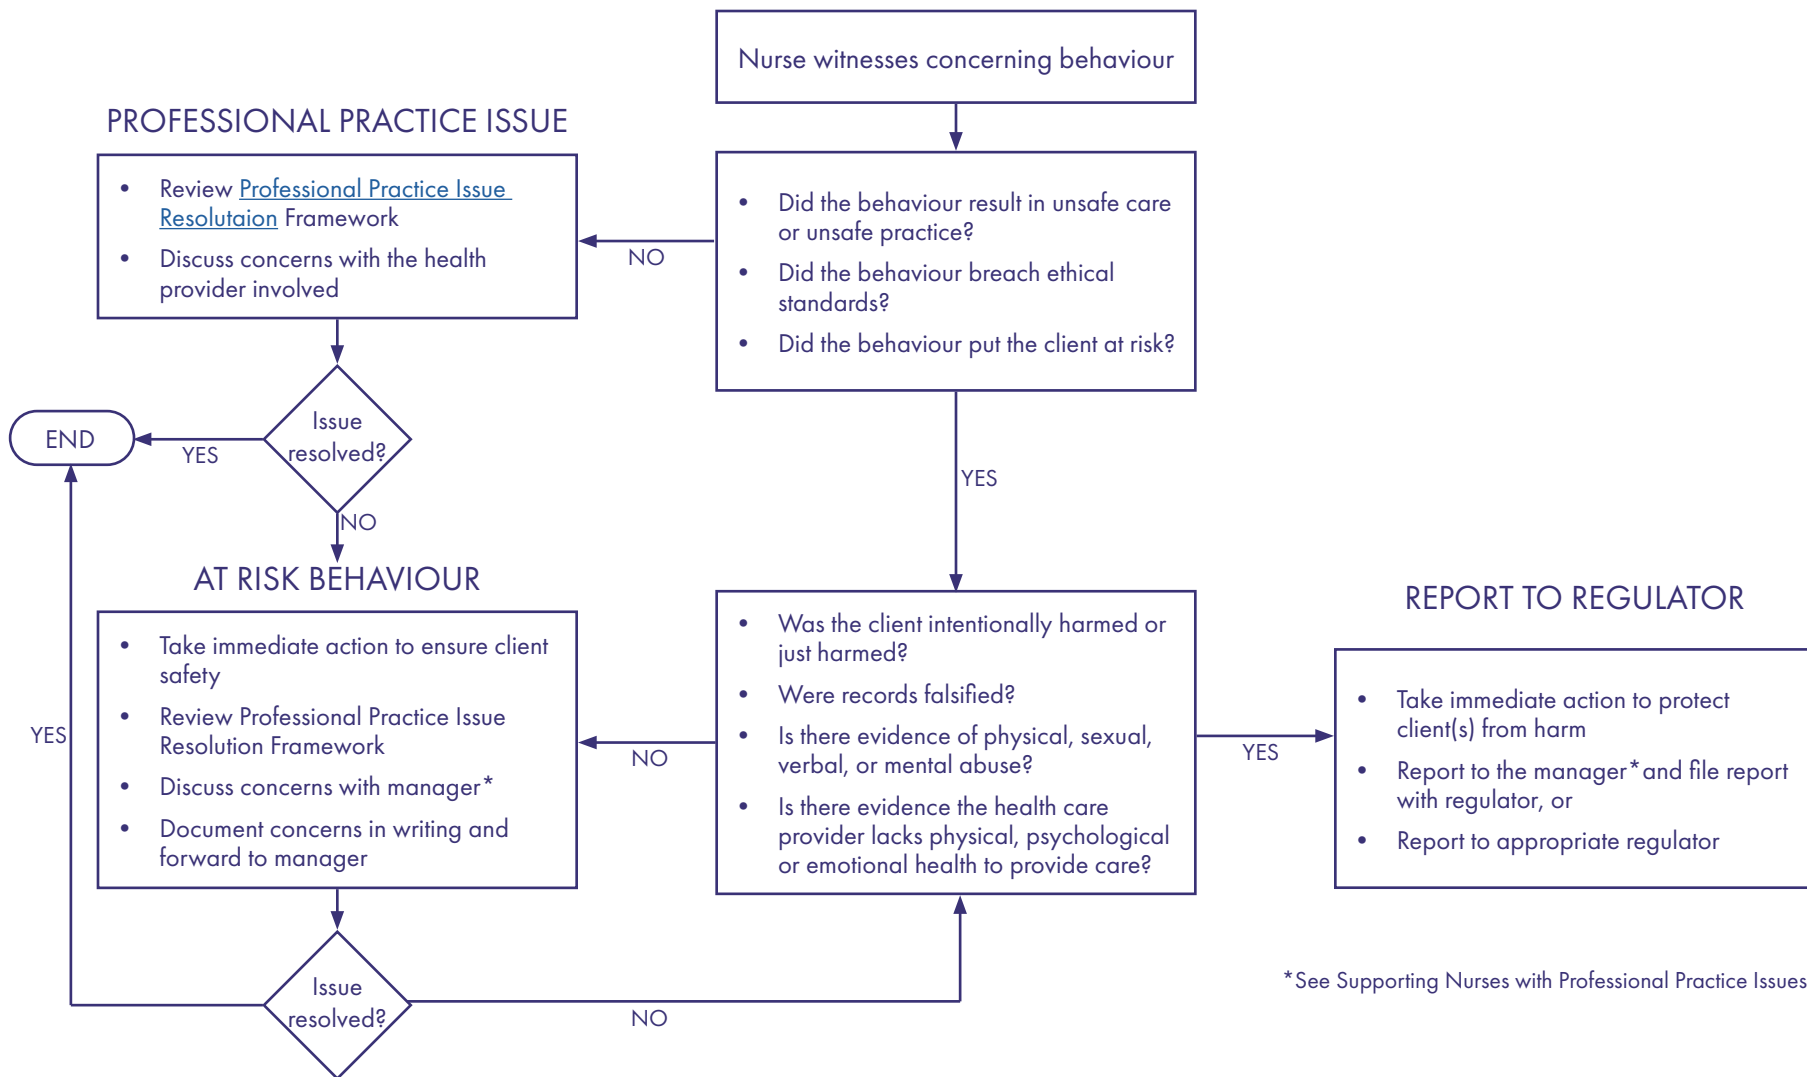 Nurse witnesses concerning behaviour
PROFESSIONAL PRACTICE ISSUE
• Review Professional Practice Issue
Resolutaion Framework
• Discuss concerns with the health
provider involved
• Did the behaviour result in unsafe care
or unsafe practice?
• Did the behaviour breach ethical
standards?
• Did the behaviour put the client at risk?
NO
Issue
resolved?
END
YES
NO
YES
AT RISK BEHAVIOUR
• Take immediate action to ensure client
safety
• Review Professional Practice Issue
Resolution Framework
• Discuss concerns with manager*
• Document concerns in writing and
forward to manager
YES
• Was the client intentionally harmed or
just harmed?
• Were records falsified?
• Is there evidence of physical, sexual,
verbal, or mental abuse?
• Is there evidence the health care
provider lacks physical, psychological
or emotional health to provide care?
NO
YES
REPORT TO REGULATOR
• Take immediate action to protect
client(s) from harm
• Report to the manager* and file report
with regulator, or
• Report to appropriate regulator
Issue
resolved?
NO
*See Supporting Nurses with Professional Practice Issues